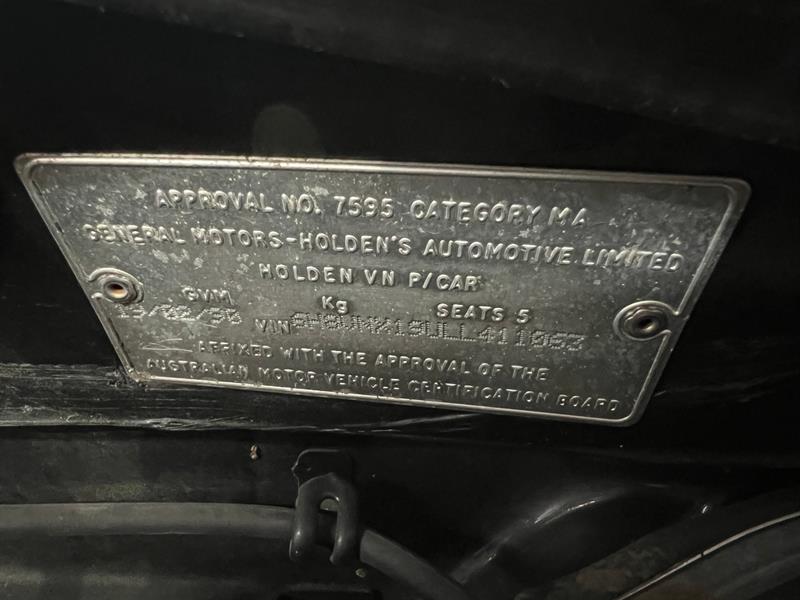 APPROVAL NO. 7595 CATEGORY MA
GENERAL MOTORS-HOLDEN'S AUTOMOTIVE LIMITED
HOLDEN VN P/CAR
GVM Kg SEATS 5
VIN
AFFIXED WITH THE APPROVAL OF THE
AUSTRALIAN MOTOR VEHICLE CERTIFICATION BOARD